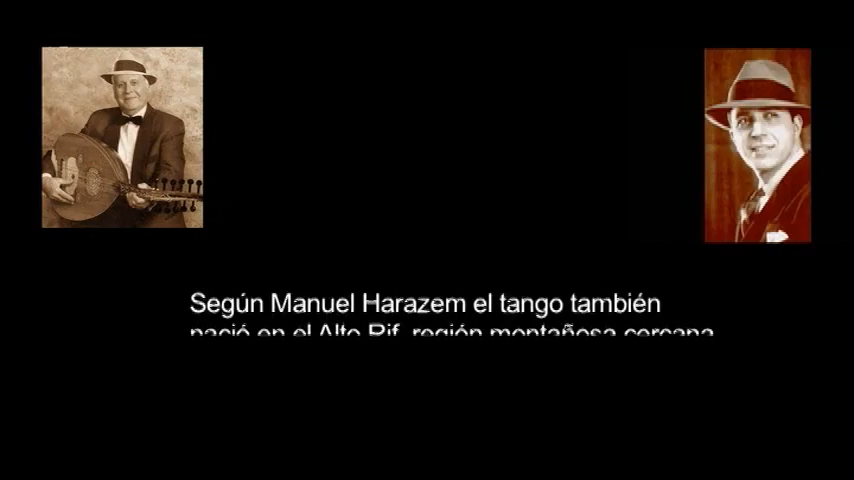 Según Manuel Harazem el tango también
nació en el Alto Rif, región montañosa cercana